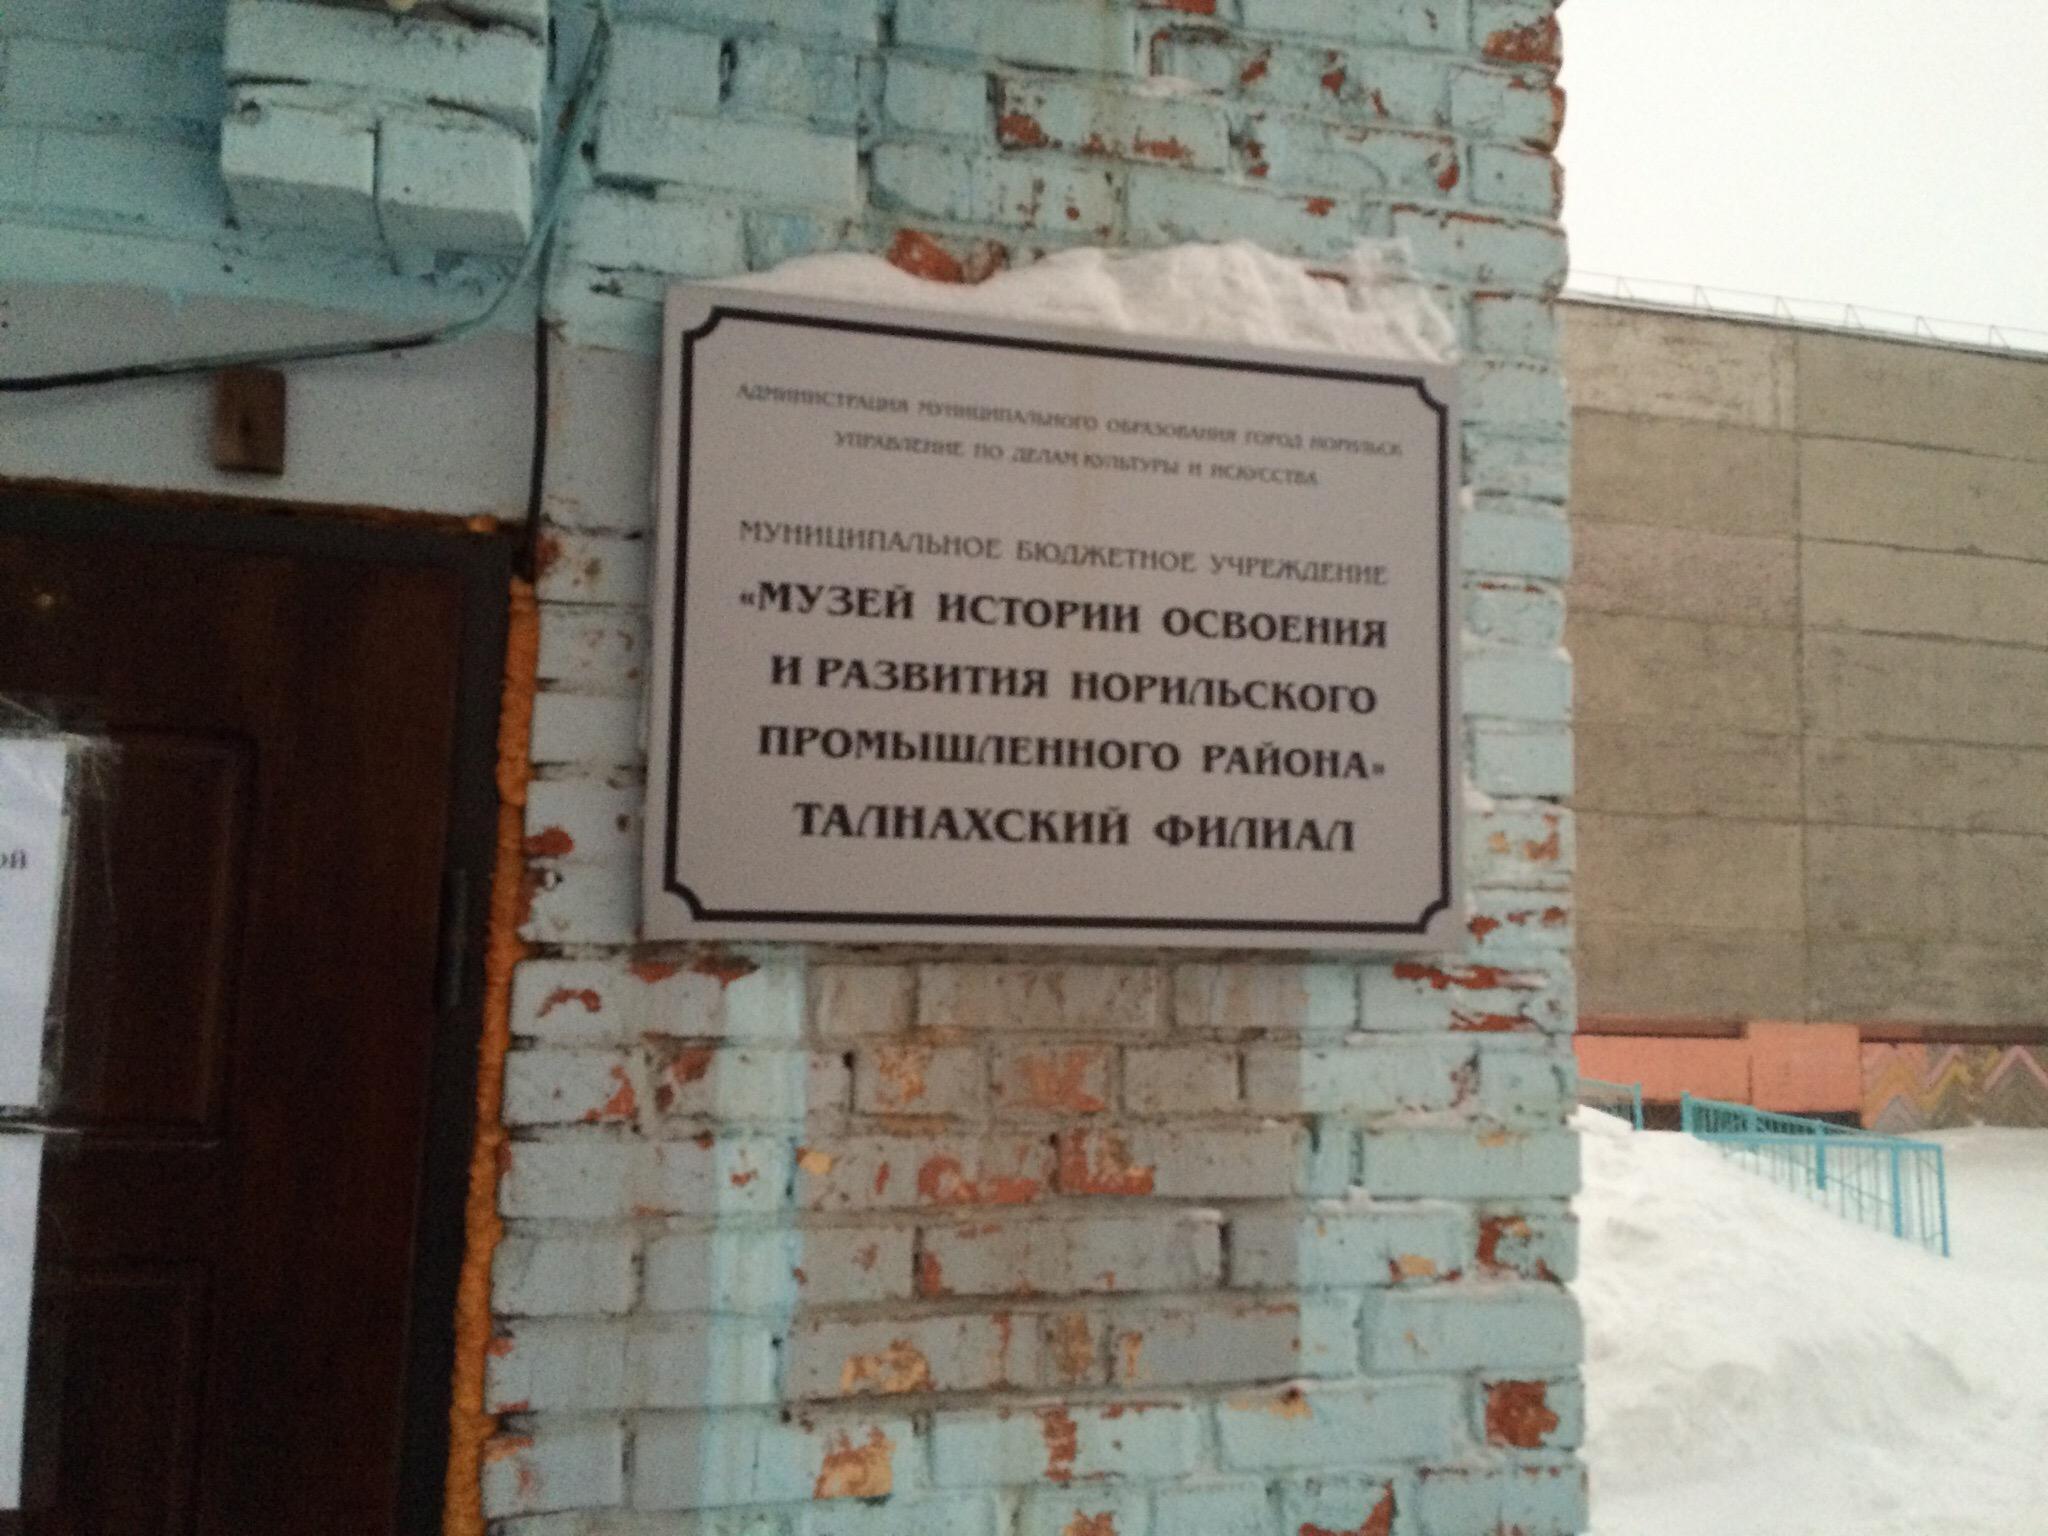 АДМИНИСТРАЦИЯ МУНИЦИПАЛЬНОГО ОБРАЗОВАНИЯ ГОРОД НОРИЛЬСК
УПРАВЛЕНИЕ ПО ДЕЛАМ КУЛЬТУРЫ И ИСКУССТВА
МУНИЦИПАЛЬНОЕ БЮДЖЕТНОЕ УЧРЕЖДЕНИЕ
«МУЗЕЙ ИСТОРИИ ОСВОЕНИЯ
И РАЗВИТИЯ НОРИЛЬСКОГО
ПРОМЫШЛЕННОГО РАЙОНА»
ТАЛНАХСКИЙ ФИЛИАЛ